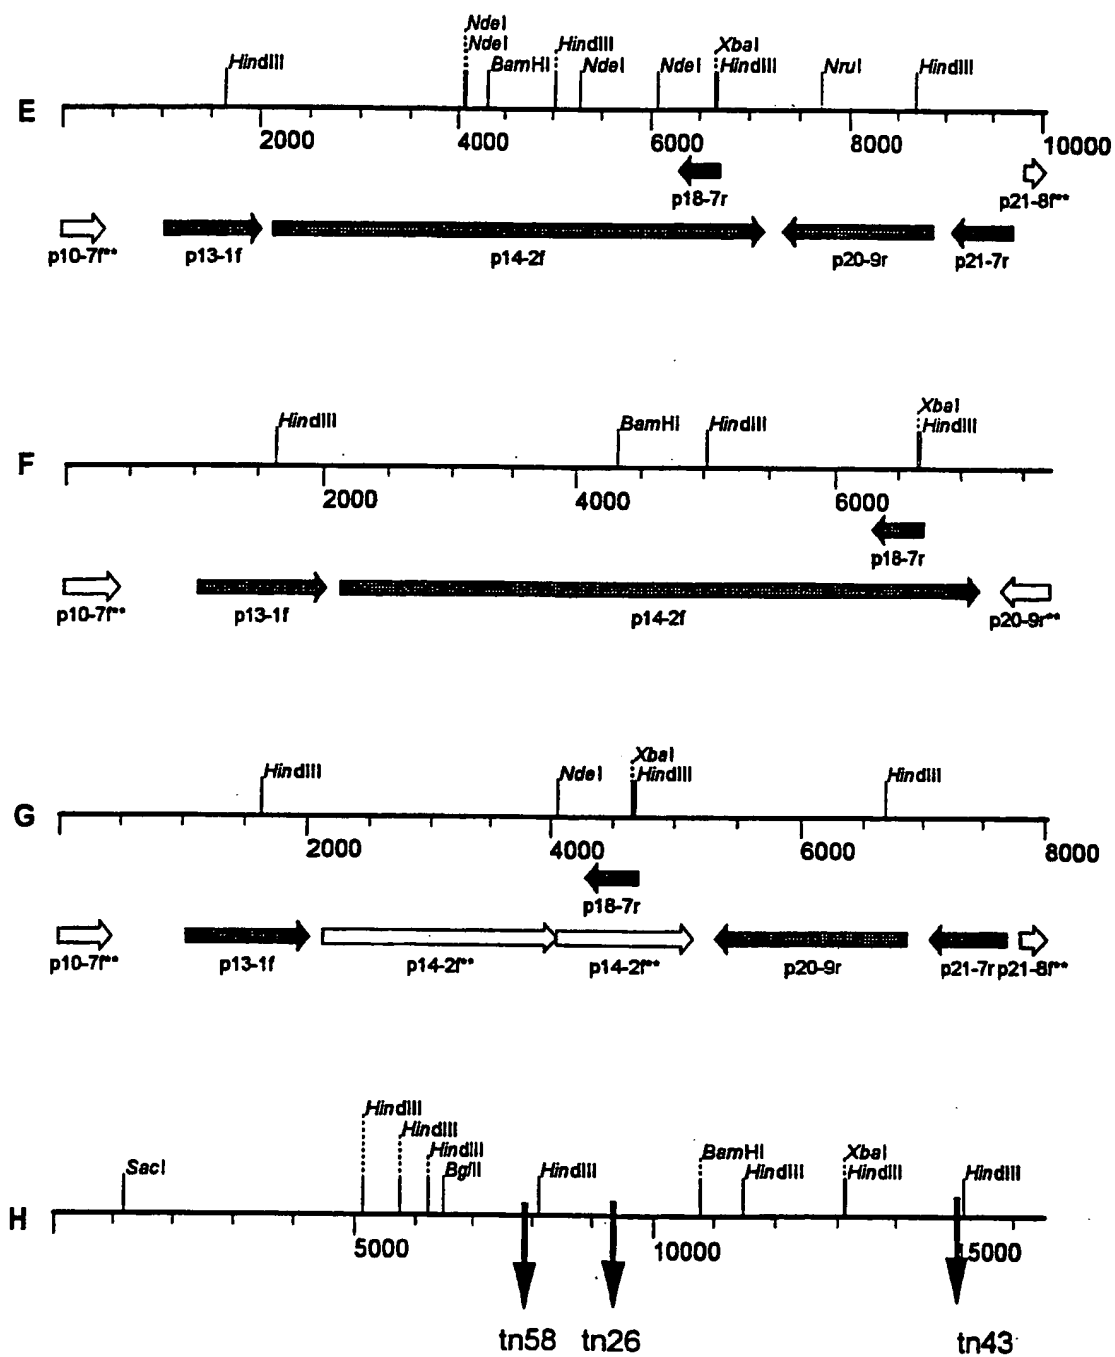 NdeI
NdeI HindIII XbaI
HindIII BamHI NdeI NdeI HindIII NruI HindIII
E
2000 4000 6000 8000 10000
p18-7r p21-8f**
p10-7f** p13-1f p14-2f p20-9r p21-7r
XbaI
HindIII BamHI HindIII HindIII
F
2000 4000 6000
p18-7r
p10-7f** p13-1f p14-2f p20-9r**
XbaI
HindIII NdeI HindIII HindIII
G
2000 4000 6000 8000
p18-7r
p10-7f** p13-1f p14-2f** p14-2f** p20-9r p21-7r p21-8f**
HindIII
HindIII
HindIII BamHI XbaI
SacI BglII HindIII HindIII HindIII HindIII
H
5000 10000 15000
tn58 tn26 tn43